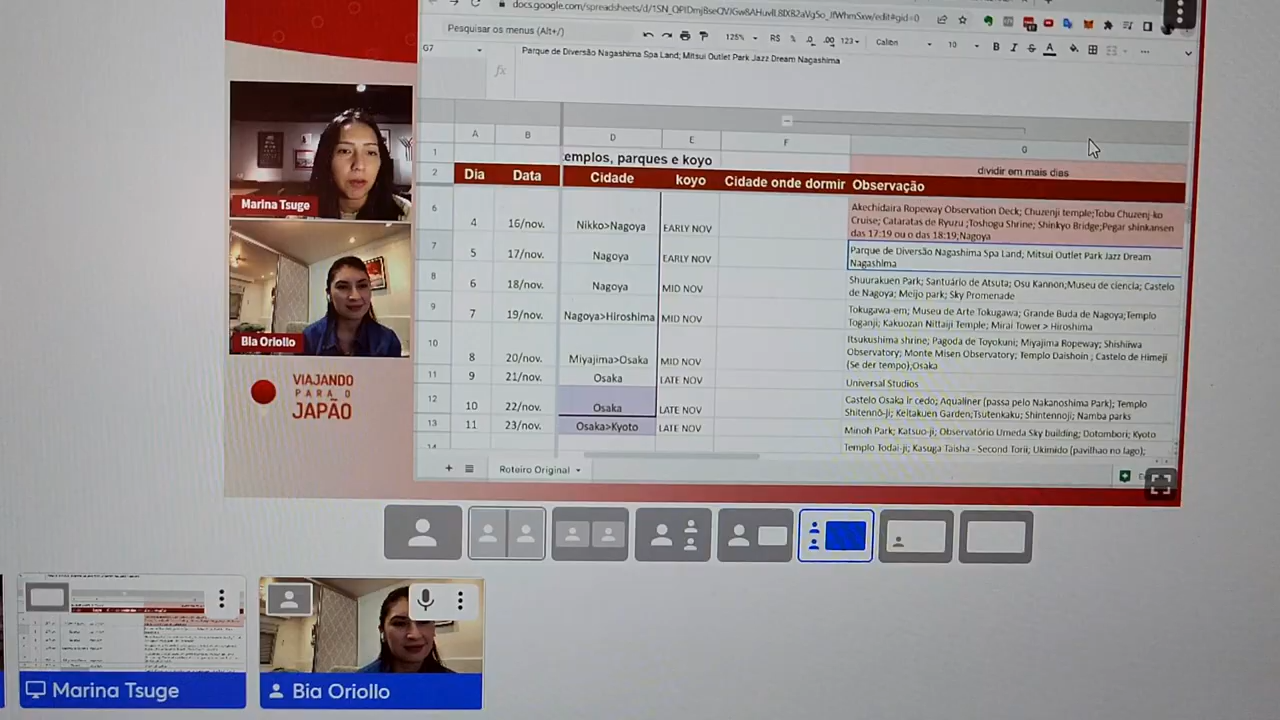 Pesquisar os menus (Alt+/)
125%
R$
%
.0
.00
123
Calibri
10
B
I
S
A
G7
fx
Parque de Diversão Nagashima Spa Land; Mitsui Outlet Park Jazz Dream Nagashima
A
B
D
E
F
1
templos, parques e koyo
dividir em mais dias
2
Dia
Data
Cidade
koyo
Cidade onde dormir
Observação
6
4
16/nov.
Nikko>Nagoya
EARLY NOV
Akechidaira Ropeway Observation Deck; Chuzenji temple;Tobu Chuzenj-ko
Cruise; Cataratas de Ryuzu ;Toshogu Shrine; Shinkyo Bridge;Pegar shinkansen
das 17:19 ou o das 18:19;Nagoya
7
5
17/nov.
Nagoya
EARLY NOV
Parque de Diversão Nagashima Spa Land; Mitsui Outlet Park Jazz Dream
Nagashima
8
6
18/nov.
Nagoya
MID NOV
Shuurakuen Park; Santuário de Atsuta; Osu Kannon;Museu de ciencia; Castelo
de Nagoya; Meijo park; Sky Promenade
9
7
19/nov.
Nagoya>Hiroshima
MID NOV
Tokugawa-em; Museu de Arte Tokugawa; Grande Buda de Nagoya;Templo
Toganji; Kakuozan Nittaiji Temple; Mirai Tower > Hiroshima
10
8
20/nov.
Miyajima>Osaka
MID NOV
Itsukushima shrine; Pagoda de Toyokuni; Miyajima Ropeway; Shishiiwa
Observatory; Monte Misen Observatory; Templo Daishoin ; Castelo de Himeji
(Se der tempo);Osaka
11
9
21/nov.
Osaka
LATE NOV
Universal Studios
12
10
22/nov.
Osaka
LATE NOV
Castelo Osaka ir cedo; Aqualiner (passa pelo Nakanoshima Park); Templo
Shitennō-ji; Keitakuen Garden;Tsutenkaku; Shintennoji; Namba parks
13
11
23/nov.
Osaka>Kyoto
LATE NOV
Minoh Park; Katsuo-ji; Observatório Umeda Sky building; Dotombori; Kyoto
Templo Todai-ji; Kasuga Taisha - Second Torii; Ukimido (pavilhao no lago);
Roteiro Original
Marina Tsuge
Bia Oriollo
VIAJANDO
PARA O
JAPÃO
Marina Tsuge
Bia Oriollo